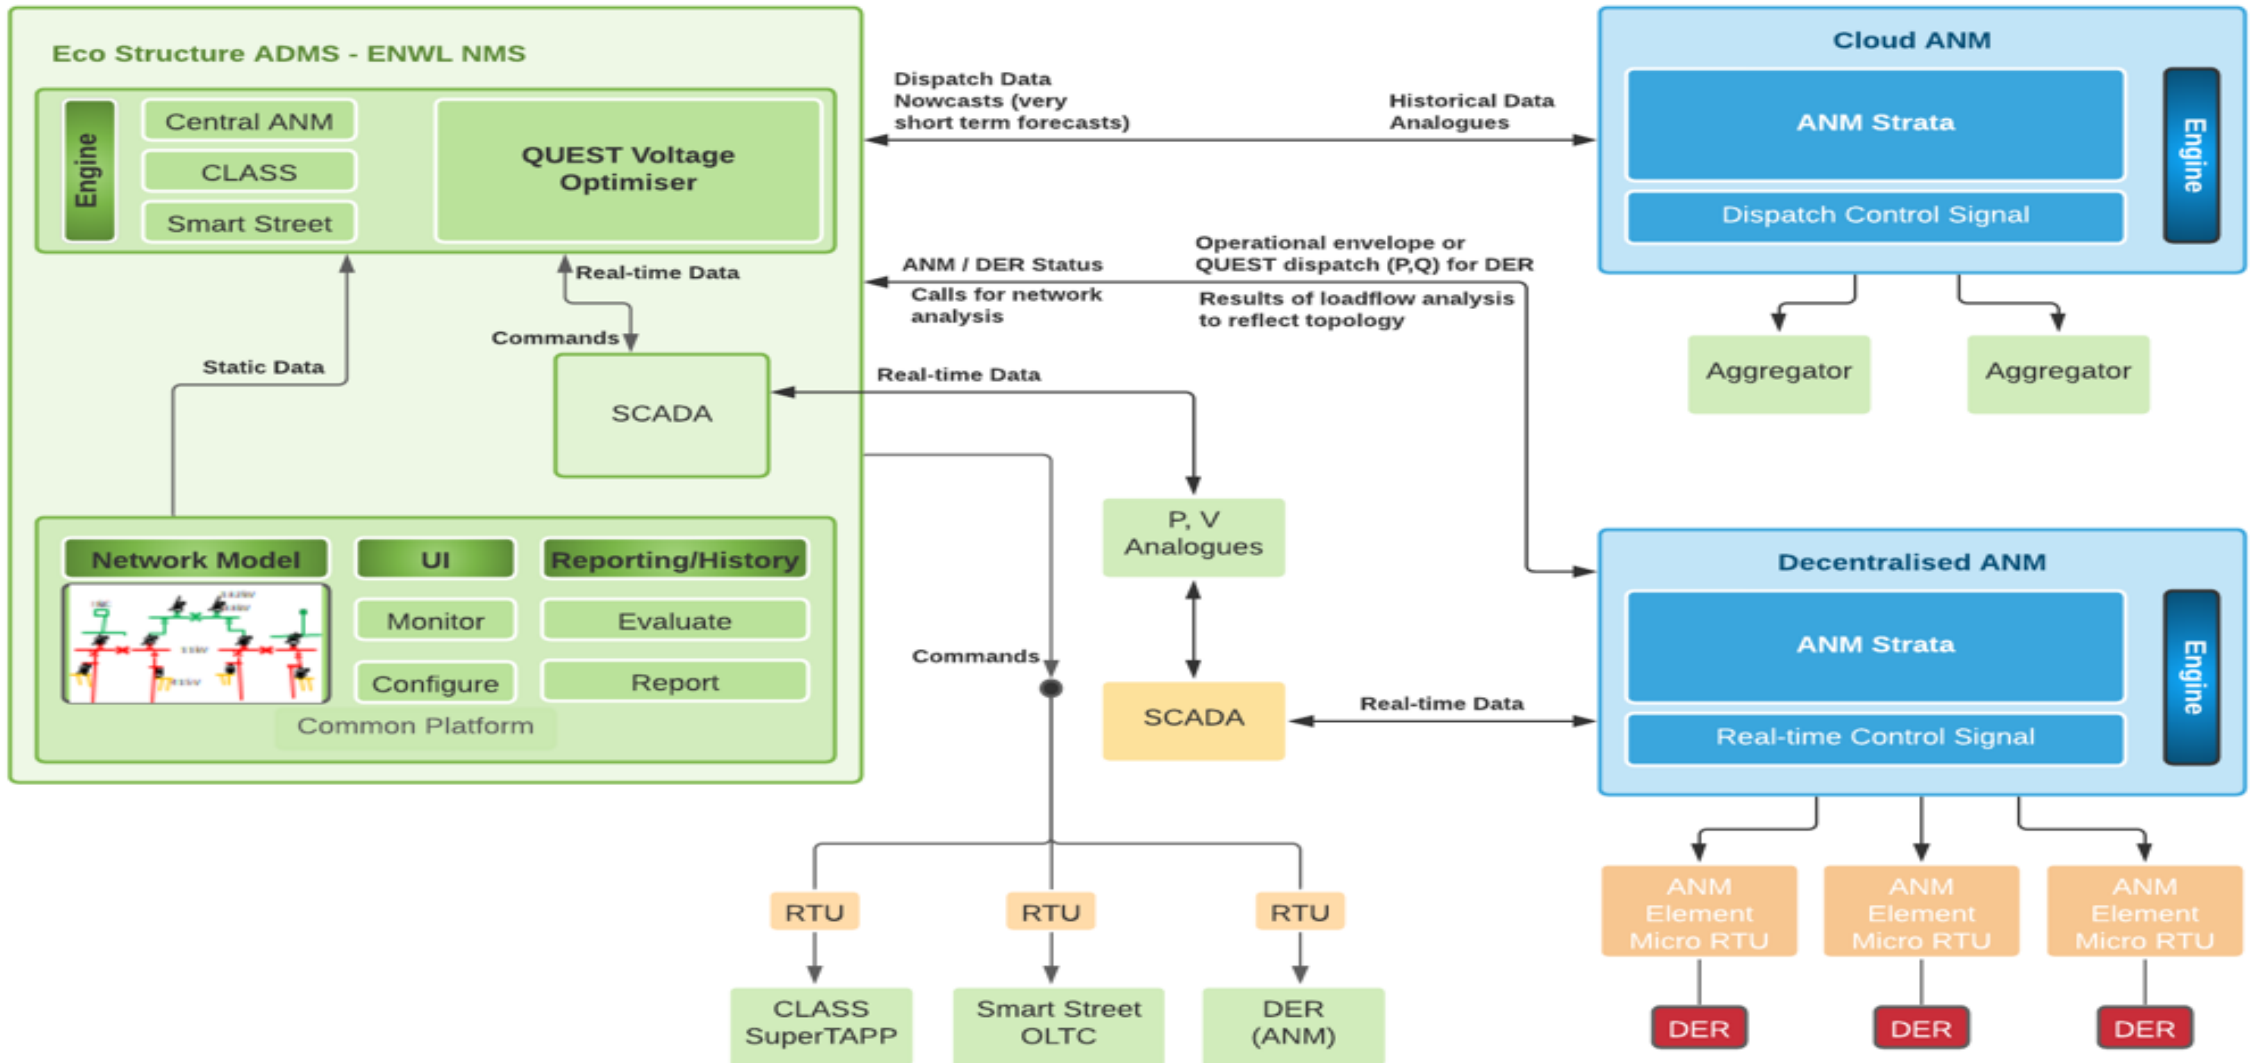 Eco Structure ADMS - ENWL NMS
Engine
Central ANM
CLASS
Smart Street
QUEST Voltage
Optimiser
Real-time Data
Commands
Static Data
SCADA
Network Model
UI
Reporting/History
Monitor
Evaluate
Configure
Report
Common Platform
Dispatch Data
Nowcasts (very
short term forecasts)
Historical Data
Analogues
ANM / DER Status
Calls for network
analysis
Operational envelope or
QUEST dispatch (P,Q) for DER
Results of loadflow analysis
to reflect topology
Real-time Data
P, V
Analogues
Commands
SCADA
Real-time Data
Cloud ANM
ANM Strata
Dispatch Control Signal
Engine
Aggregator
Aggregator
Decentralised ANM
ANM Strata
Real-time Control Signal
Engine
RTU
RTU
RTU
CLASS
SuperTAPP
Smart Street
OLTC
DER
(ANM)
ANM
Element
Micro RTU
ANM
Element
Micro RTU
ANM
Element
Micro RTU
DER
DER
DER